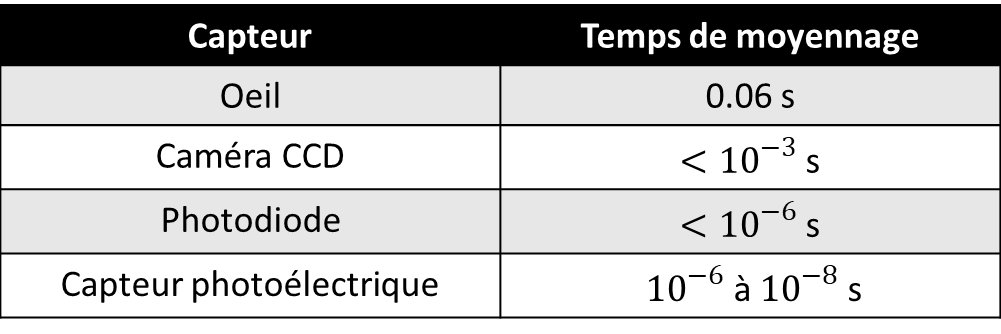 Capteur Temps de moyennage
Oeil 0.06 s
Caméra CCD < 10⁻³ s
Photodiode < 10⁻⁶ s
Capteur photoélectrique 10⁻⁶ à 10⁻⁸ s